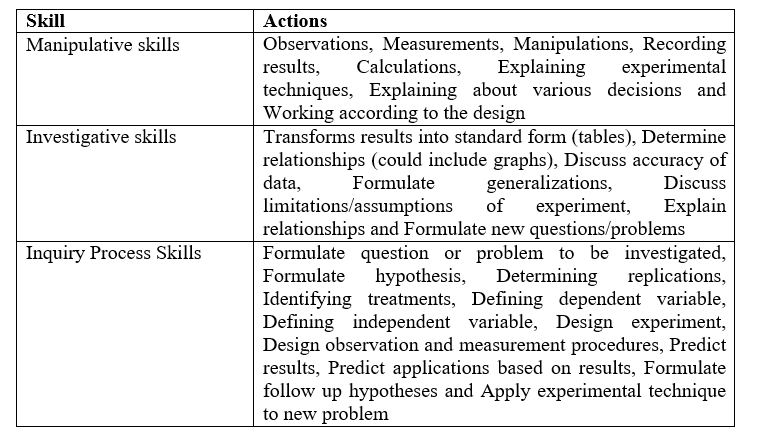 Skill Actions
Manipulative skills Observations, Measurements, Manipulations, Recording
results, Calculations, Explaining experimental
techniques, Explaining about various decisions and
Working according to the design
Investigative skills Transforms results into standard form (tables), Determine
relationships (could include graphs), Discuss accuracy of
data, Formulate generalizations, Discuss
limitations/assumptions of experiment, Explain
relationships and Formulate new questions/problems
Inquiry Process Skills Formulate question or problem to be investigated,
Formulate hypothesis, Determining replications,
Identifying treatments, Defining dependent variable,
Defining independent variable, Design experiment,
Design observation and measurement procedures, Predict
results, Predict applications based on results, Formulate
follow up hypotheses and Apply experimental technique
to new problem